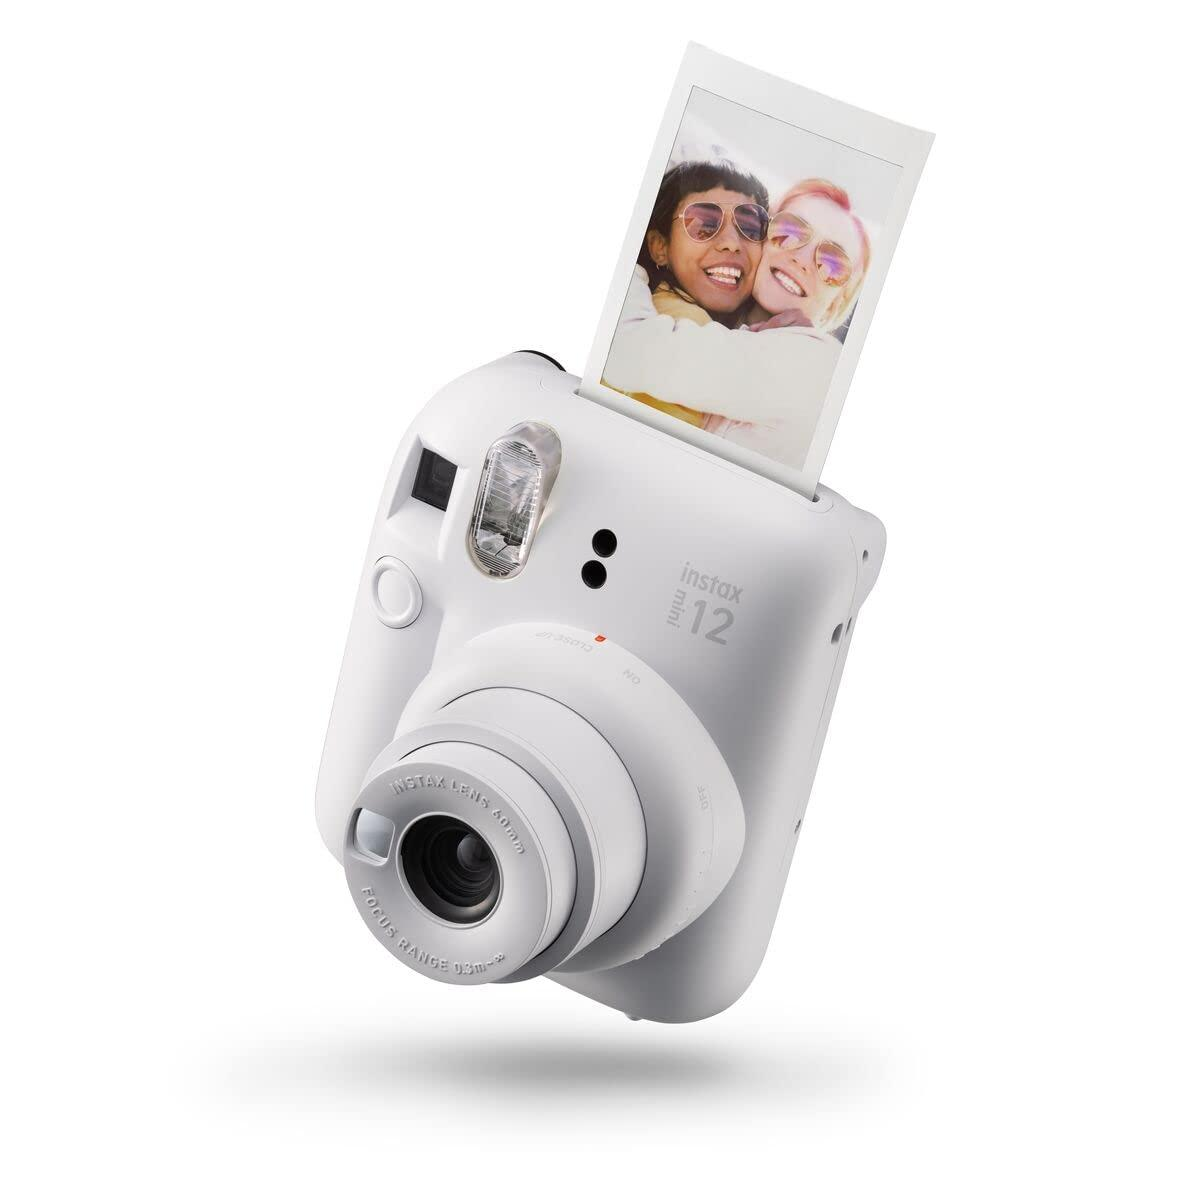 instax
mini
12
CLOSE-UP
ON
OFF
INSTAX LENS 60mm
FOCUS RANGE 0.3m~∞